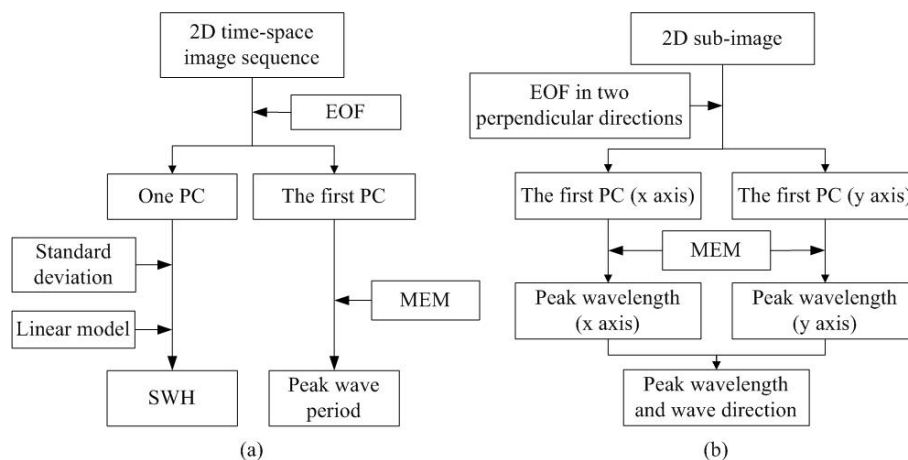 2D time-space
image sequence
EOF
One PC
The first PC
Standard
deviation
MEM
Linear model
SWH
Peak wave
period
(a)
2D sub-image
EOF in two
perpendicular directions
The first PC (x axis)
The first PC (y axis)
MEM
Peak wavelength
(x axis)
Peak wavelength
(y axis)
Peak wavelength
and wave direction
(b)